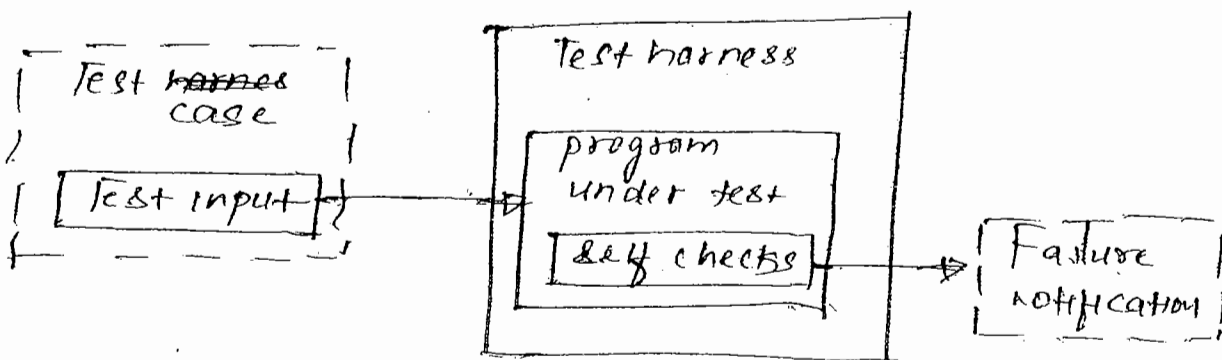 Test harnes
case
Test input
Test harness
program
under test
self checks
Failure
notification